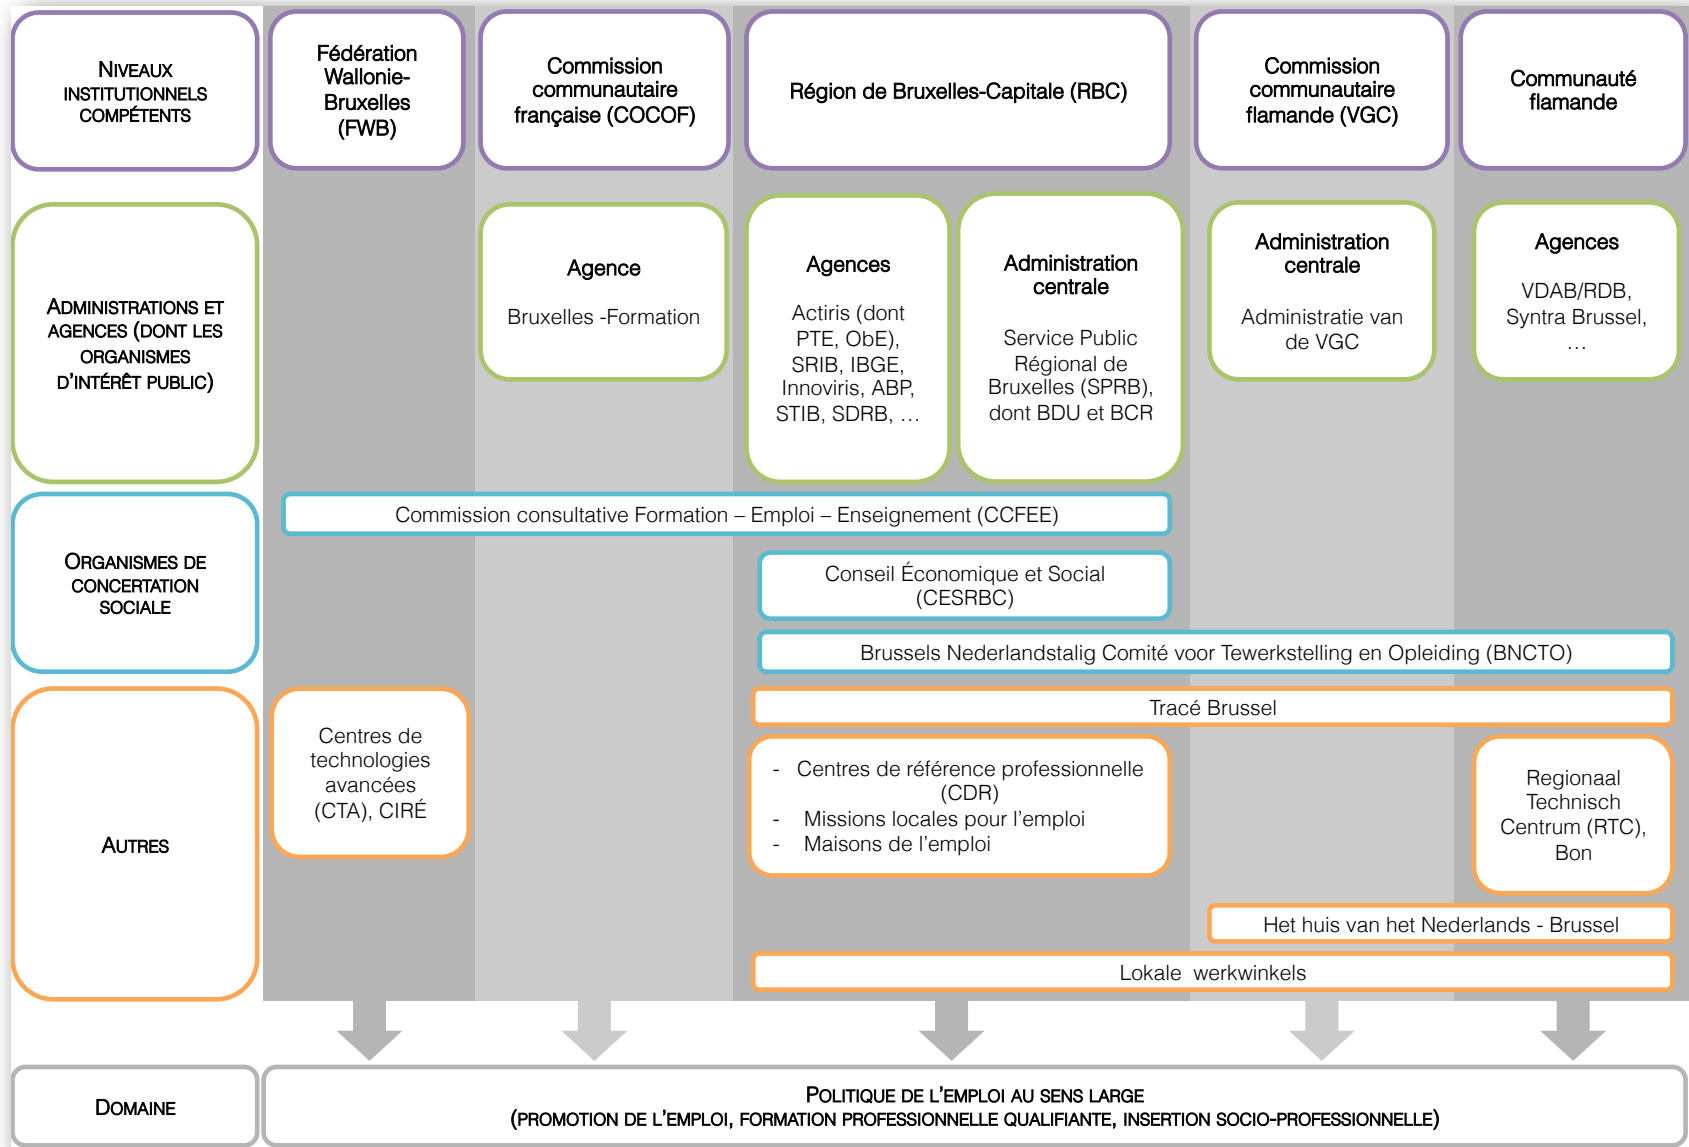 NIVEAUX
INSTITUTIONNELS
COMPÉTENTS
Fédération
Wallonie-
Bruxelles
(FWB)
Commission
communautaire
française (COCOF)
Région de Bruxelles-Capitale (RBC)
Commission
communautaire
flamande (VGC)
Communauté
flamande
ADMINISTRATIONS ET
AGENCES (DONT LES
ORGANISMES
D'INTÉRÊT PUBLIC)
Agence
Bruxelles -Formation
Agences
Actiris (dont
PTE, ObE),
SRIB, IBGE,
Innoviris, ABP,
STIB, SDRB, …
Administration
centrale
Service Public
Régional de
Bruxelles (SPRB),
dont BDU et BCR
Administration
centrale
Administratie van
de VGC
Agences
VDAB/RDB,
Syntra Brussel,
…
ORGANISMES DE
CONCERTATION
SOCIALE
Commission consultative Formation – Emploi – Enseignement (CCFEE)
Conseil Économique et Social
(CESRBC)
Brussels Nederlandstalig Comité voor Tewerkstelling en Opleiding (BNCTO)
AUTRES
Tracé Brussel
Centres de
technologies
avancées
(CTA), CIRÉ
- Centres de référence professionnelle
(CDR)
- Missions locales pour l'emploi
- Maisons de l'emploi
Regionaal
Technisch
Centrum (RTC),
Bon
Het huis van het Nederlands - Brussel
Lokale werkwinkels
DOMAINE
POLITIQUE DE L'EMPLOI AU SENS LARGE
(PROMOTION DE L'EMPLOI, FORMATION PROFESSIONNELLE QUALIFIANTE, INSERTION SOCIO-PROFESSIONNELLE)